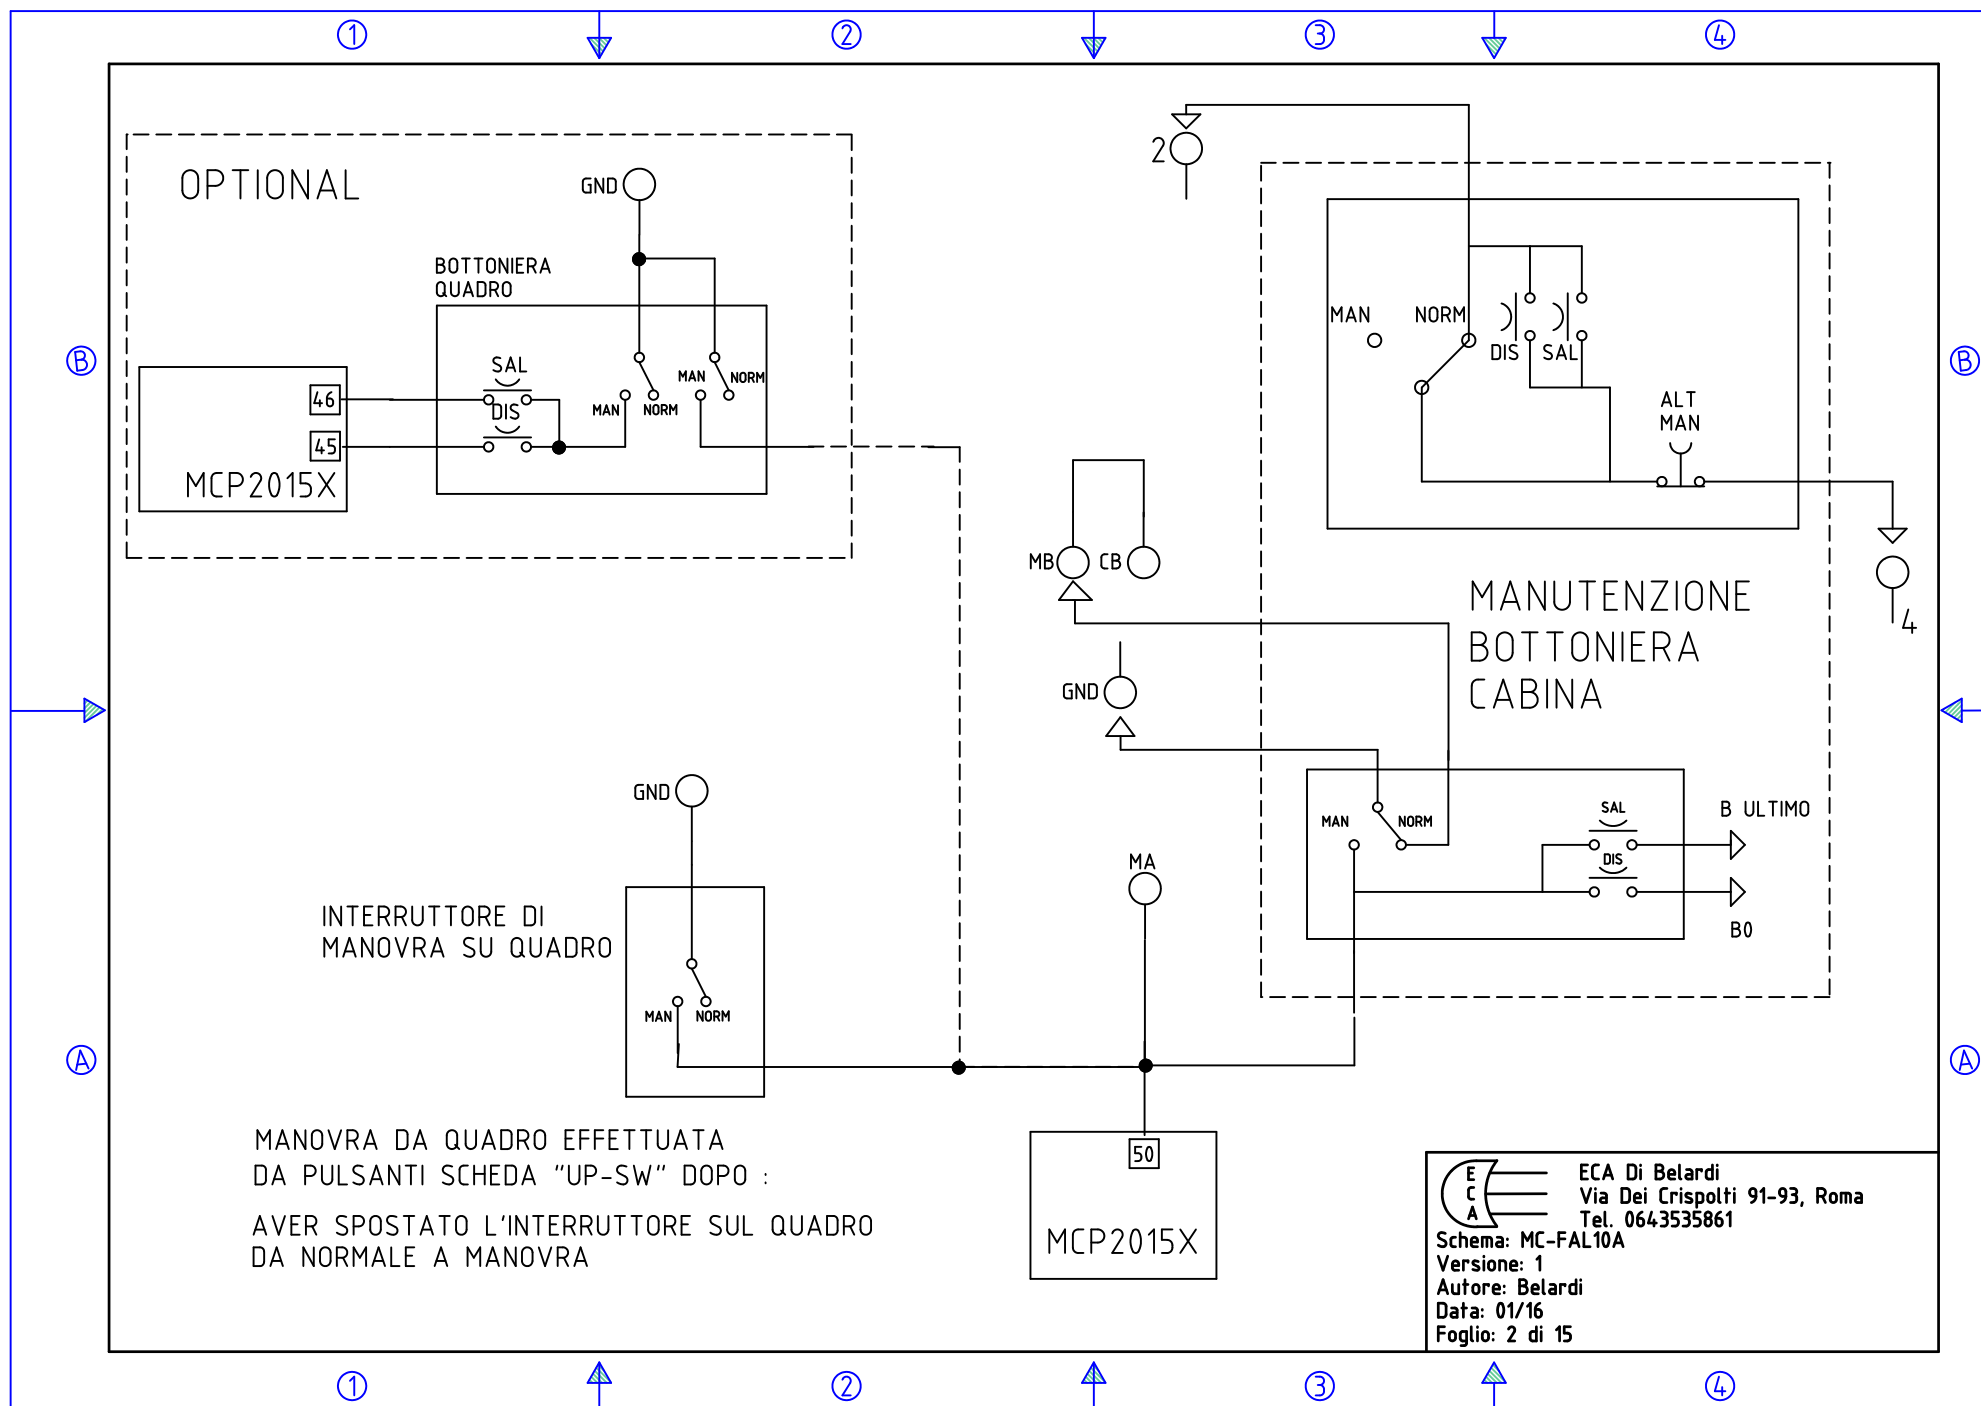 1
2
3
4
2
OPTIONAL
GND
BOTTONIERA
QUADRO
MAN
NORM
DIS
SAL
B
B
SAL
46
DIS
MAN
NORM
MAN
NORM
45
MCP2015X
ALT
MAN
MB
CB
4
MANUTENZIONE
BOTTONIERA
CABINA
GND
GND
MAN
NORM
SAL
B ULTIMO
DIS
B0
MA
INTERRUTTORE DI
MANOVRA SU QUADRO
MAN
NORM
A
A
MANOVRA DA QUADRO EFFETTUATA
DA PULSANTI SCHEDA "UP-SW" DOPO :
AVER SPOSTATO L'INTERRUTTORE SUL QUADRO
DA NORMALE A MANOVRA
50
MCP2015X
E
C
A
ECA Di Belardi
Via Dei Crispolti 91-93, Roma
Tel. 0643535861
Schema: MC-FAL10A
Versione: 1
Autore: Belardi
Data: 01/16
Foglio: 2 di 15
1
2
3
4